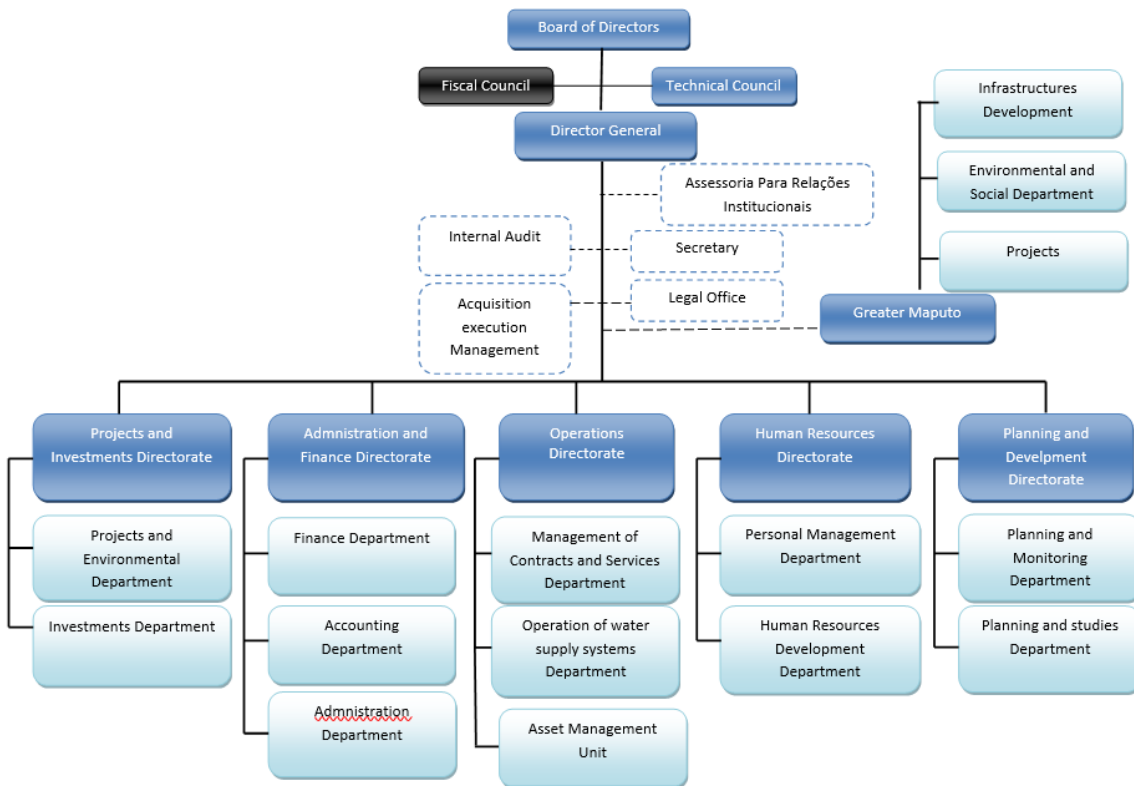 Board of Directors
Fiscal Council
Technical Council
Director General
Infrastructures
Development
Environmental and
Social Department
Projects
Greater Maputo
Assessoria Para Relações
Institucionais
Internal Audit
Secretary
Acquisition
execution
Management
Legal Office
Projects and
Investments Directorate
Projects and
Environmental
Department
Investments Department
Admnistration and
Finance Directorate
Finance Department
Accounting
Department
Admnistration
Department
Operations
Directorate
Management of
Contracts and Services
Department
Operation of water
supply systems
Department
Asset Management
Unit
Human Resources
Directorate
Personal Management
Department
Human Resources
Development
Department
Planning and
Develpment
Directorate
Planning and
Monitoring
Department
Planning and studies
Department